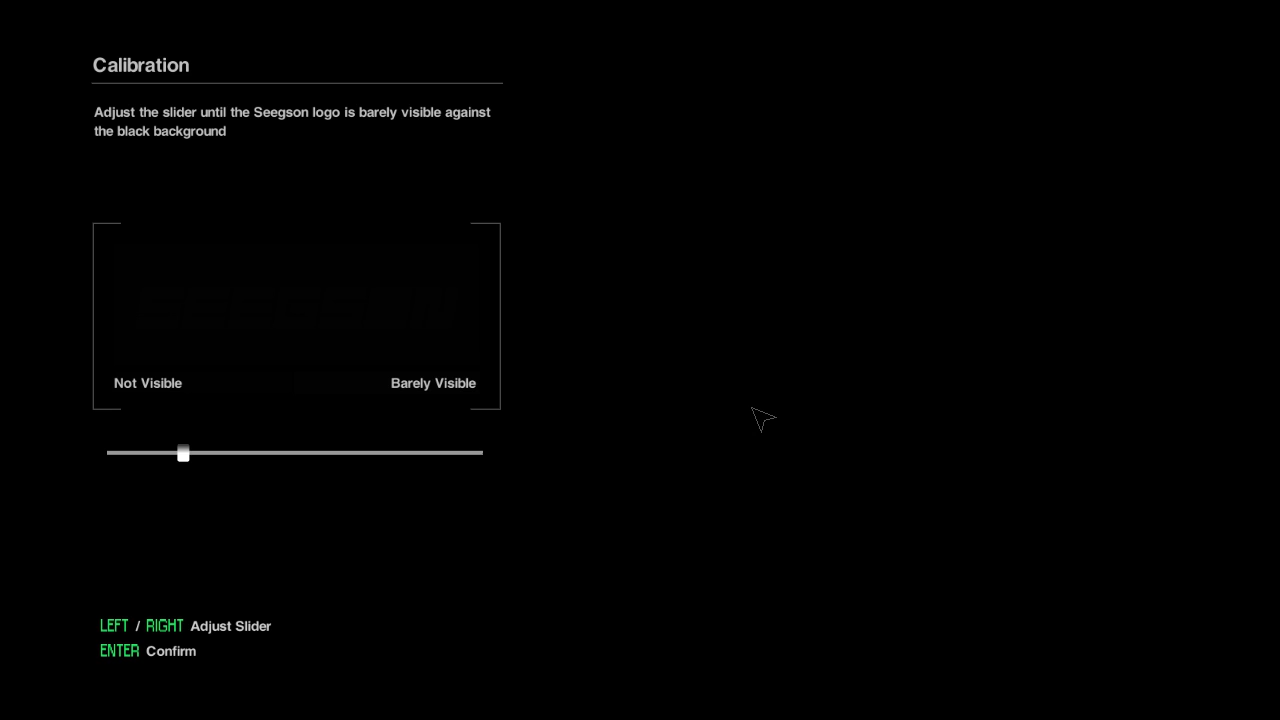 Calibration
Adjust the slider until the Seegson logo is barely visible against
the black background
SEEGSON
Not Visible
Barely Visible
LEFT / RIGHT Adjust Slider
ENTER Confirm